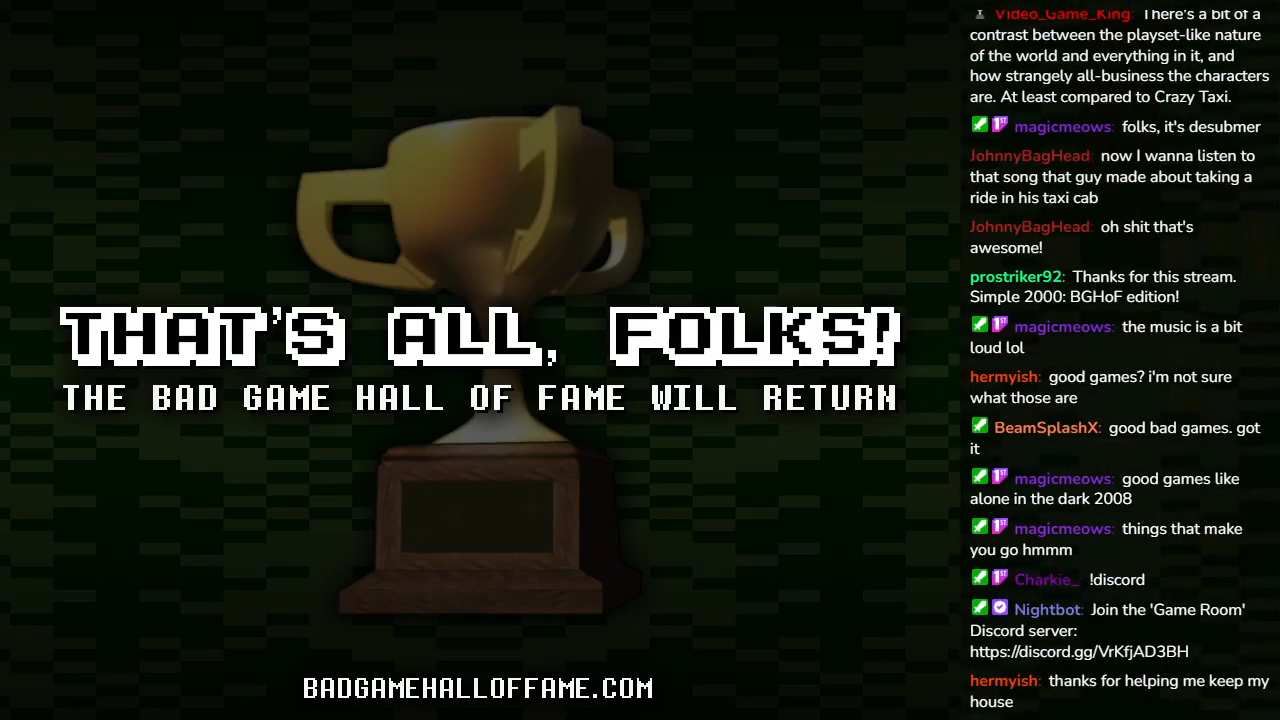 THAT'S ALL, FOLKS!
THE BAD GAME HALL OF FAME WILL RETURN
BADGAMEHALLOFFAME.COM
Video_Game_King There's a bit of a
contrast between the playset-like nature
of the world and everything in it, and
how strangely all-business the characters
are. At least compared to Crazy Taxi.
1ST magicmeows: folks, it's desubmer
JohnnyBagHead: now I wanna listen to
that song that guy made about taking a
ride in his taxi cab
JohnnyBagHead: oh shit that's
awesome!
prostriker92: Thanks for this stream.
Simple 2000: BGHoF edition!
1ST magicmeows: the music is a bit
loud lol
hermyish: good games? i'm not sure
what those are
BeamSplashX: good bad games. got
it
1ST magicmeows: good games like
alone in the dark 2008
1ST magicmeows: things that make
you go hmmm
1ST Charkie_: !discord
Nightbot: Join the 'Game Room'
Discord server:
https://discord.gg/VrKfjAD3BH
hermyish: thanks for helping me keep my
house